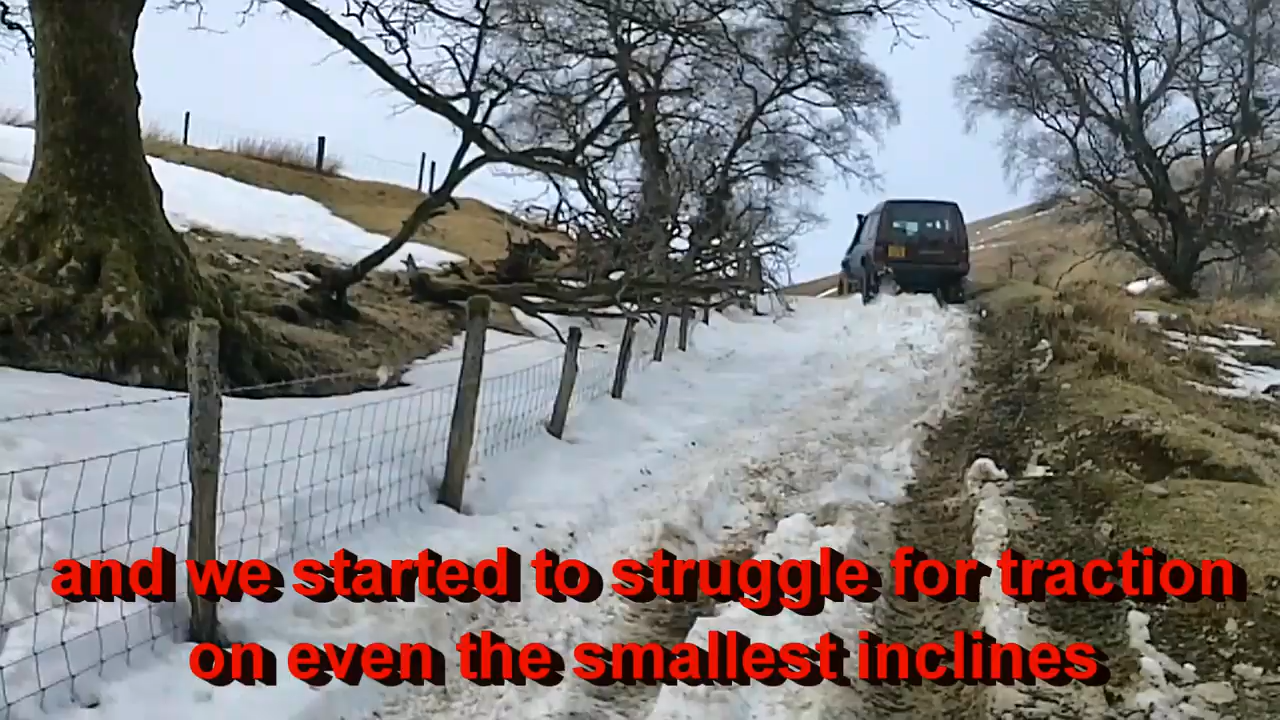 and we started to struggle for traction
on even the smallest inclines